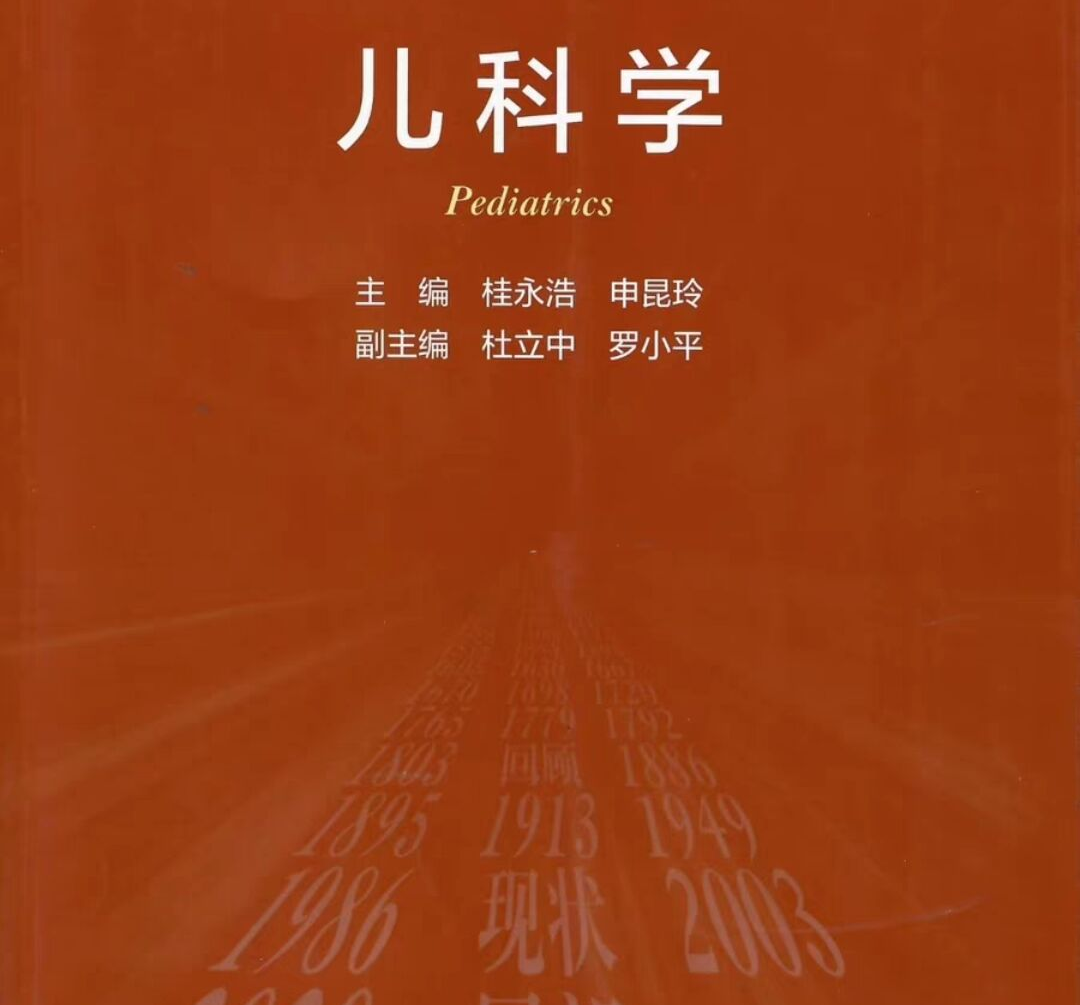 儿科学
Pediatrics
主 编 桂永浩 申昆玲
副主编 杜立中 罗小平
1765 1779 1792
1803 回顾 1886
1895 1913 1949
1986 现状 2003